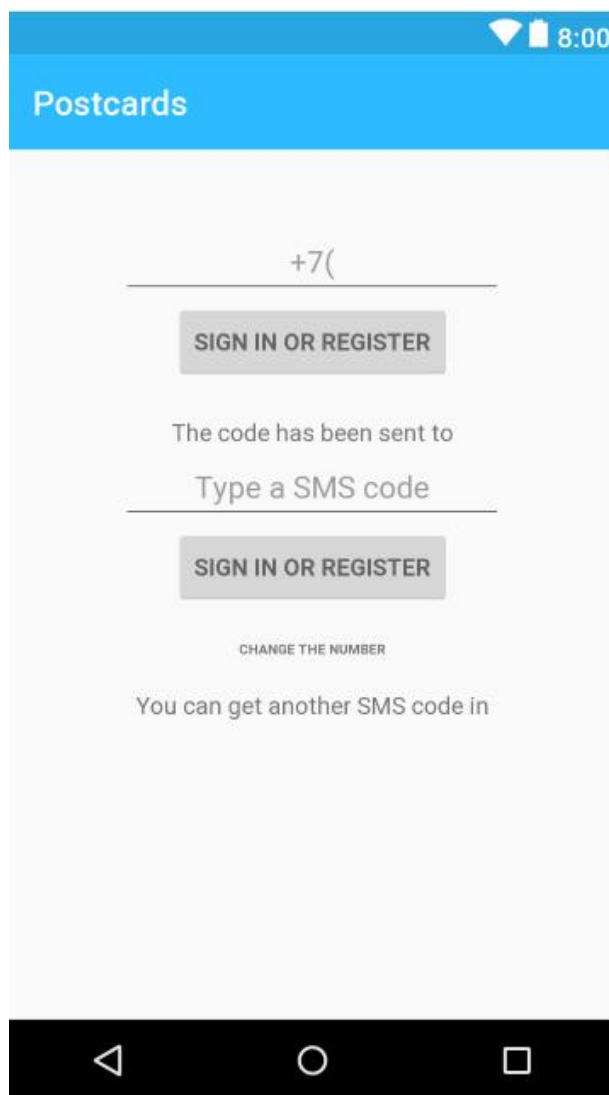 8:00
Postcards
+7(
SIGN IN OR REGISTER
The code has been sent to
Type a SMS code
SIGN IN OR REGISTER
CHANGE THE NUMBER
You can get another SMS code in